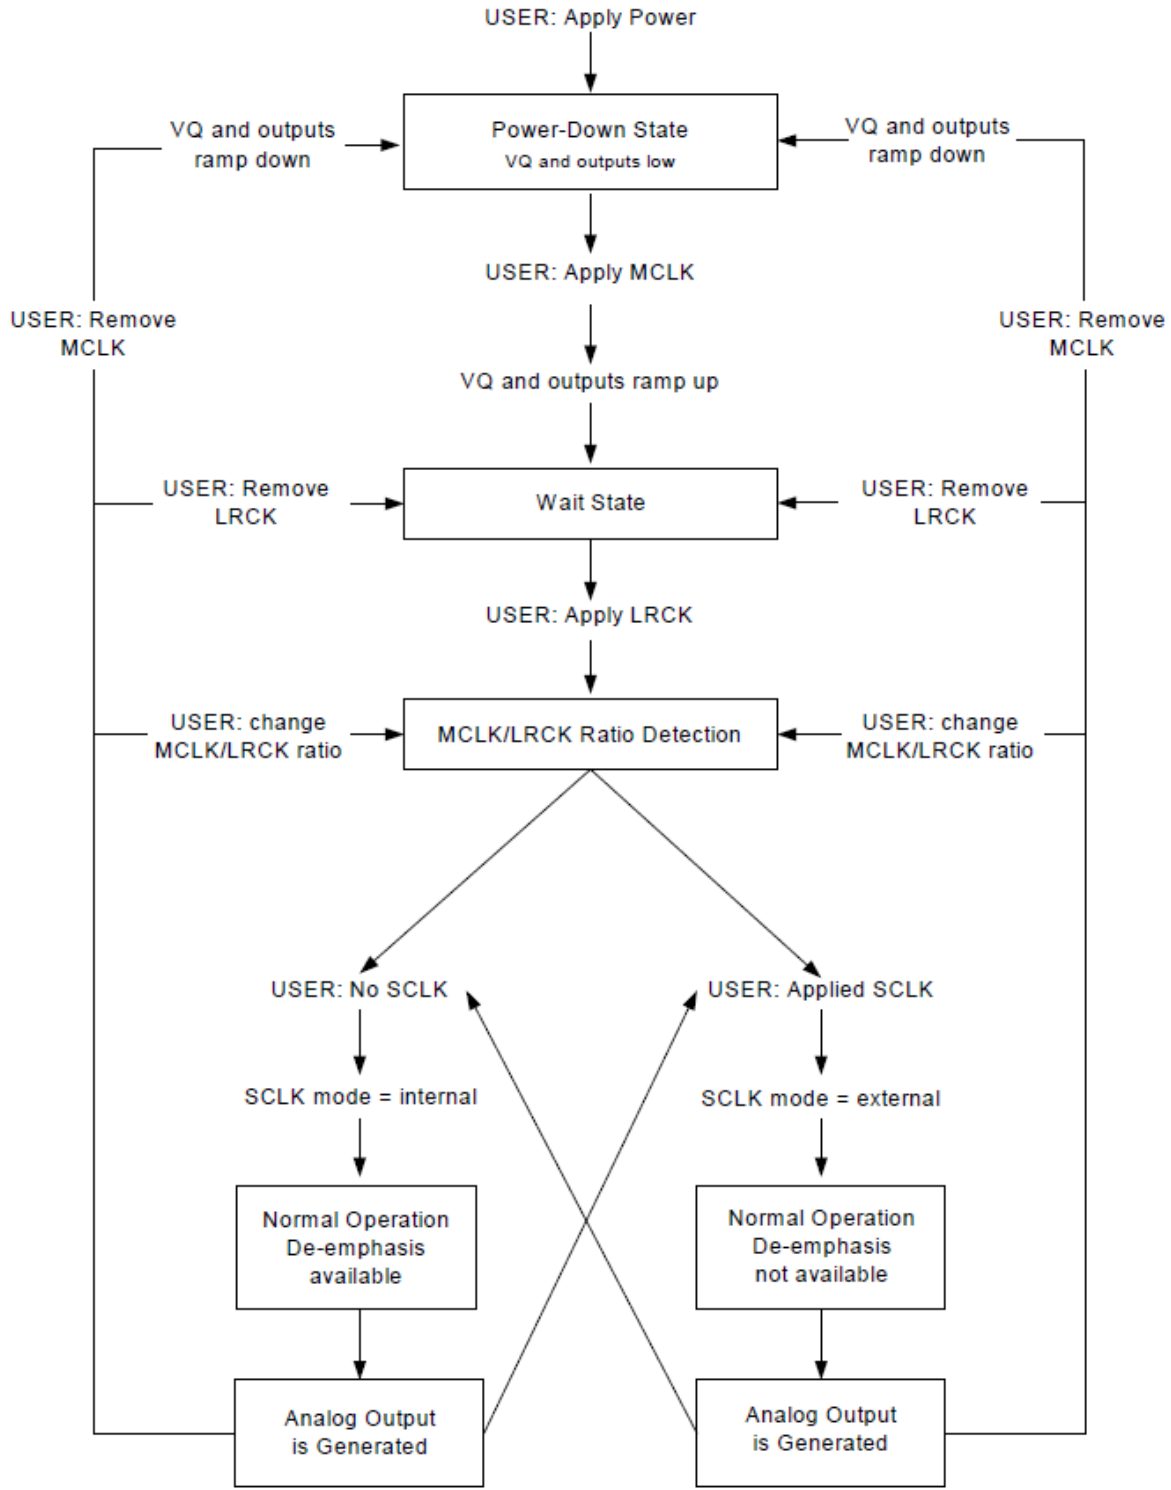 USER: Apply Power
Power-Down State
VQ and outputs low
VQ and outputs
ramp down
VQ and outputs
ramp down
USER: Apply MCLK
USER: Remove
MCLK
USER: Remove
MCLK
VQ and outputs ramp up
USER: Remove
LRCK
Wait State
USER: Remove
LRCK
USER: Apply LRCK
USER: change
MCLK/LRCK ratio
MCLK/LRCK Ratio Detection
USER: change
MCLK/LRCK ratio
USER: No SCLK
USER: Applied SCLK
SCLK mode = internal
SCLK mode = external
Normal Operation
De-emphasis
available
Normal Operation
De-emphasis
not available
Analog Output
is Generated
Analog Output
is Generated